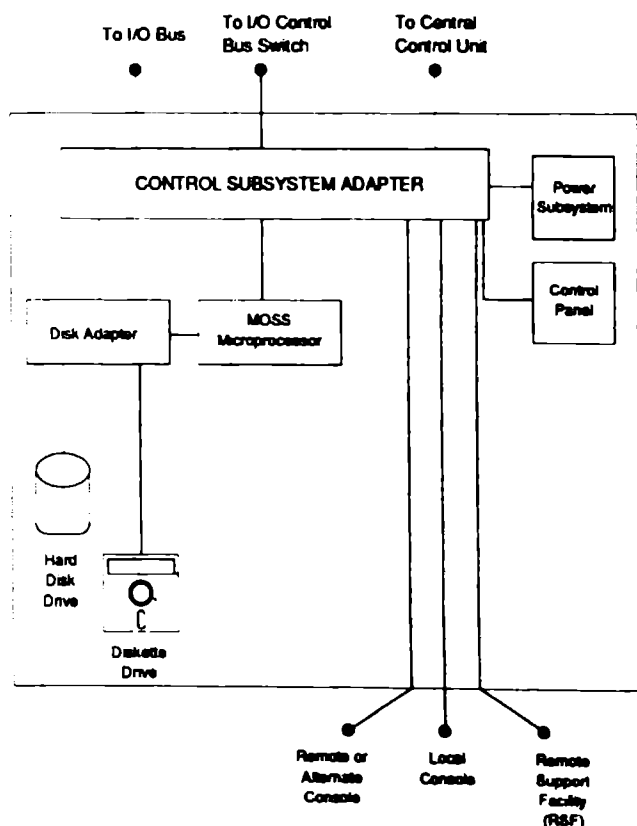 To I/O Bus
To I/O Control
Bus Switch
To Central
Control Unit
CONTROL SUBSYSTEM ADAPTER
Power
Subsystem
Control
Panel
Disk Adapter
MOSS
Microprocessor
Hard
Disk
Drive
Diskette
Drive
Remote or
Alternate
Console
Local
Console
Remote
Support
Facility
(RSF)